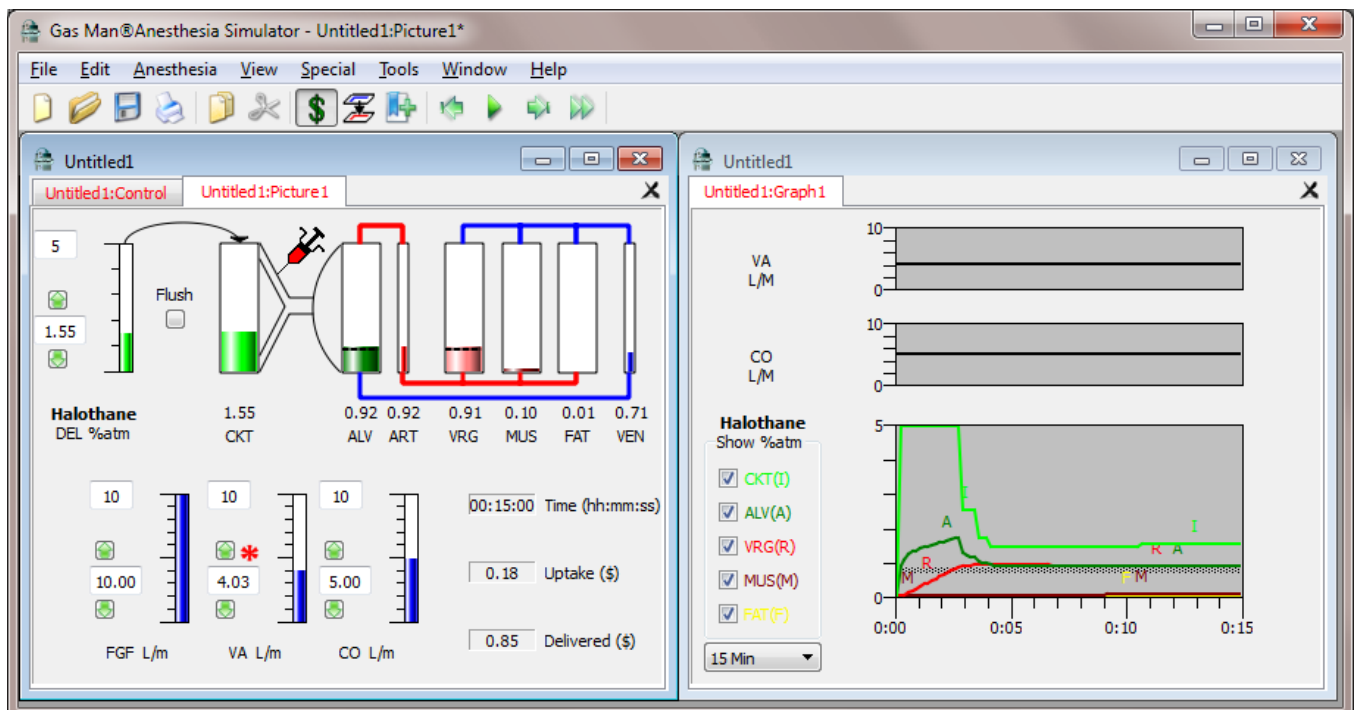 Gas Man®Anesthesia Simulator - Untitled1:Picture1*
File Edit Anesthesia View Special Tools Window Help
$
Untitled1
Untitled1:Control Untitled1:Picture1
5
Flush
1.55
Halothane
DEL %atm
1.55 0.92 0.92 0.91 0.10 0.01 0.71
CKT ALV ART VRG MUS FAT VEN
10 10 10
00:15:00 Time (hh:mm:ss)
*
10.00 4.03 5.00
0.18 Uptake ($)
0.85 Delivered ($)
FGF L/m VA L/m CO L/m
Untitled1
Untitled1:Graph1
VA
L/M
10
0
CO
L/M
10
0
Halothane
Show %atm
CKT(I)
ALV(A)
VRG(R)
MUS(M)
FAT(F)
15 Min
5
0
I I
A R A
R M F M
0:00 0:05 0:10 0:15